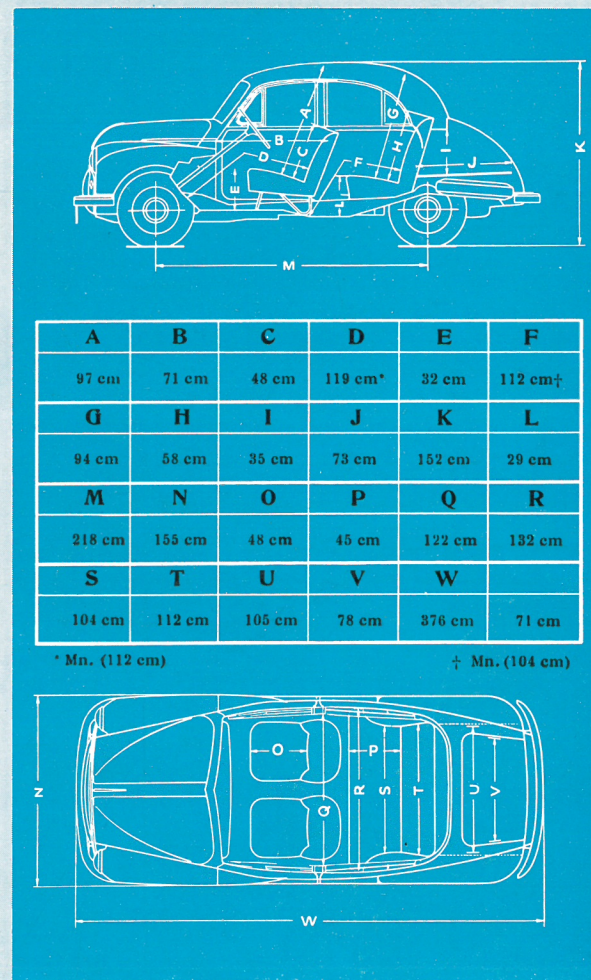 A
G
K
B
C
H
I
J
D
F
E
L
M
A B C D E F
97 cm 71 cm 48 cm 119 cm* 32 cm 112 cm†
G H I J K L
94 cm 58 cm 35 cm 73 cm 152 cm 29 cm
M N O P Q R
218 cm 155 cm 48 cm 45 cm 122 cm 132 cm
S T U V W
104 cm 112 cm 105 cm 78 cm 376 cm 71 cm
* Mn. (112 cm) † Mn. (104 cm)
N
O
P
Q
R
S
T
U
V
W